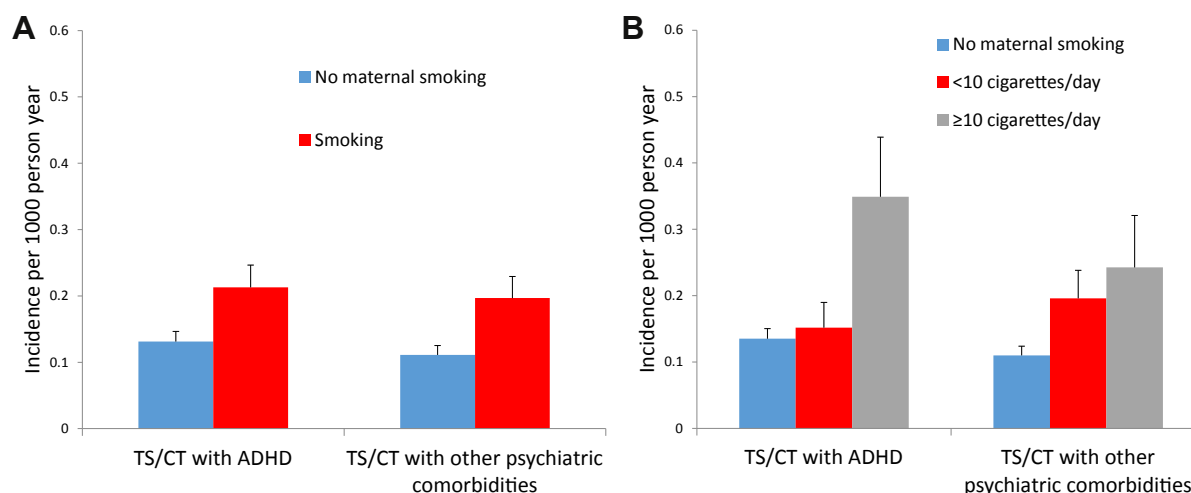 A
Incidence per 1000 person year
0.6
0.5
0.4
0.3
0.2
0.1
0
No maternal smoking
Smoking
TS/CT with ADHD
TS/CT with other psychiatric
comorbidities
B
Incidence per 1000 person year
0.6
0.5
0.4
0.3
0.2
0.1
0
No maternal smoking
<10 cigarettes/day
≥10 cigarettes/day
TS/CT with ADHD
TS/CT with other
psychiatric comorbidities